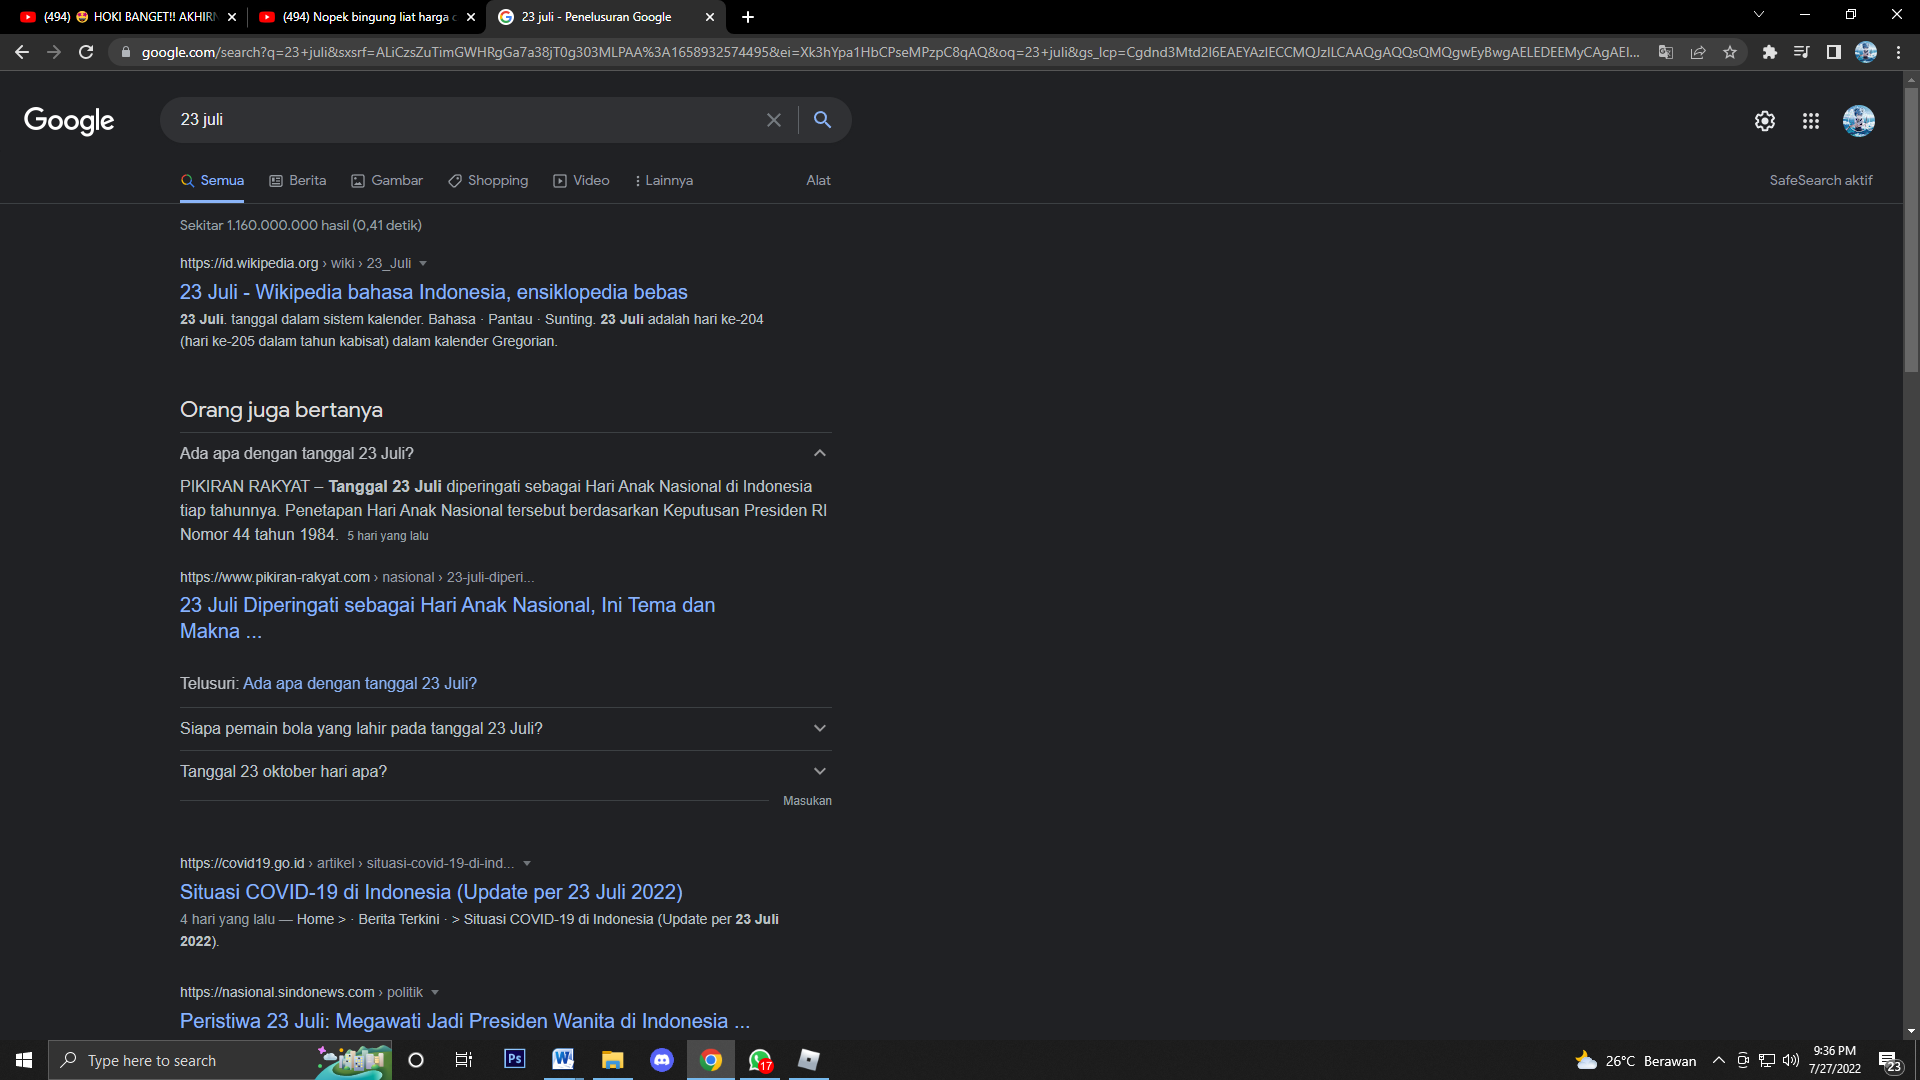 (494) 🤩 HOKI BANGET!! AKHIRN
(494) Nopek bingung liat harga
23 juli - Penelusuran Google
google.com/search?q=23+juli&sxsrf=ALiCzsZuTimGWHRgGa7a38jT0g303MLPAA%3A1658932574495&ei=Xk3hYpa1HbCPseMPzpC8qAQ&oq=23+juli&gs_lcp=Cgdnd3Mtd2l6EAEYAzIECCMQJzILCAAQgAQQsQMQgwEyBwgAELEDEEMyCAgAEI...
Google
23 juli
Semua
Berita
Gambar
Shopping
Video
Lainnya
Alat
SafeSearch aktif
Sekitar 1.160.000.000 hasil (0,41 detik)
https://id.wikipedia.org › wiki › 23_Juli
23 Juli - Wikipedia bahasa Indonesia, ensiklopedia bebas
23 Juli. tanggal dalam sistem kalender. Bahasa · Pantau · Sunting. 23 Juli adalah hari ke-204
(hari ke-205 dalam tahun kabisat) dalam kalender Gregorian.
Orang juga bertanya
Ada apa dengan tanggal 23 Juli?
PIKIRAN RAKYAT – Tanggal 23 Juli diperingati sebagai Hari Anak Nasional di Indonesia
tiap tahunnya. Penetapan Hari Anak Nasional tersebut berdasarkan Keputusan Presiden RI
Nomor 44 tahun 1984. 5 hari yang lalu
https://www.pikiran-rakyat.com › nasional › 23-juli-diperi...
23 Juli Diperingati sebagai Hari Anak Nasional, Ini Tema dan
Makna ...
Telusuri: Ada apa dengan tanggal 23 Juli?
Siapa pemain bola yang lahir pada tanggal 23 Juli?
Tanggal 23 oktober hari apa?
Masukan
https://covid19.go.id › artikel › situasi-covid-19-di-ind...
Situasi COVID-19 di Indonesia (Update per 23 Juli 2022)
4 hari yang lalu — Home > · Berita Terkini · > Situasi COVID-19 di Indonesia (Update per 23 Juli
2022).
https://nasional.sindonews.com › politik
Peristiwa 23 Juli: Megawati Jadi Presiden Wanita di Indonesia ...
Type here to search
Ps
W
17
26°C Berawan
9:36 PM
7/27/2022
23